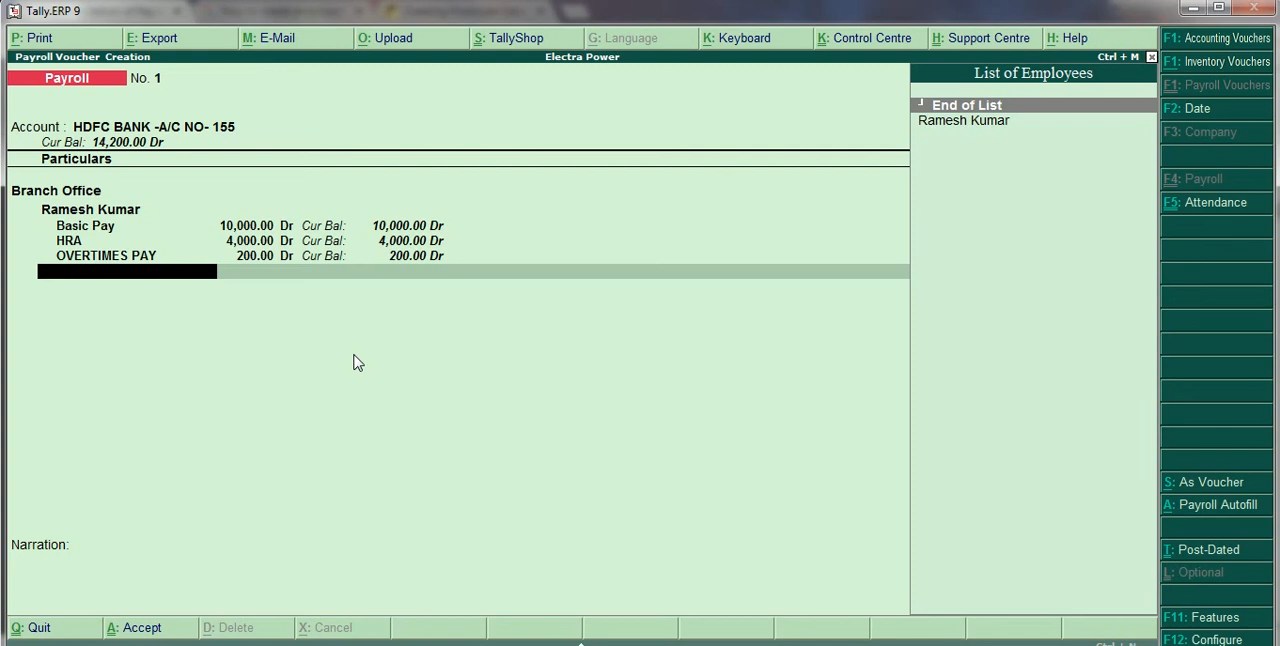 Tally.ERP 9
P: Print E: Export M: E-Mail O: Upload S: TallyShop G: Language K: Keyboard K: Control Centre H: Support Centre H: Help
Payroll Voucher Creation Electra Power Ctrl + M
Payroll No. 1
Account : HDFC BANK -A/C NO- 155
Cur Bal: 14,200.00 Dr
Particulars
Branch Office
Ramesh Kumar
Basic Pay 10,000.00 Dr Cur Bal: 10,000.00 Dr
HRA 4,000.00 Dr Cur Bal: 4,000.00 Dr
OVERTIMES PAY 200.00 Dr Cur Bal: 200.00 Dr
Narration:
List of Employees
End of List
Ramesh Kumar
F1: Accounting Vouchers
F1: Inventory Vouchers
F1: Payroll Vouchers
F2: Date
F3: Company
F4: Payroll
F5: Attendance
S: As Voucher
A: Payroll Autofill
T: Post-Dated
L: Optional
F11: Features
F12: Configure
Q: Quit A: Accept D: Delete X: Cancel